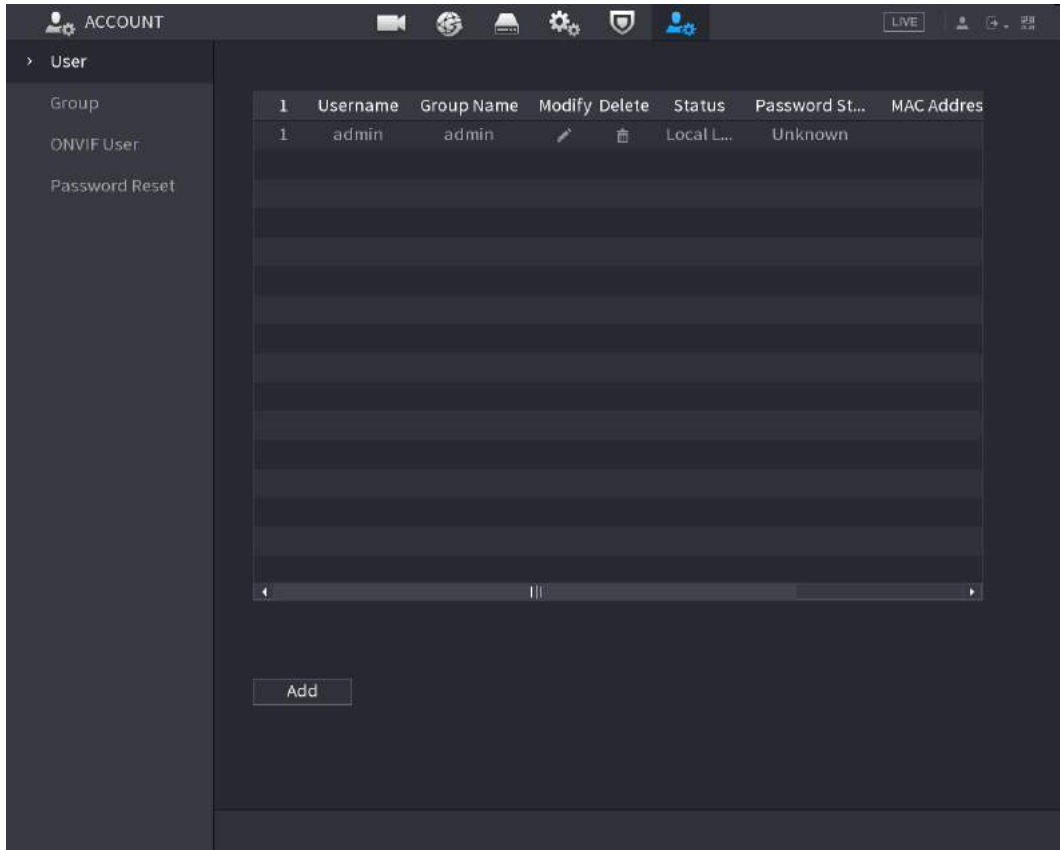 ACCOUNT LIVE
User
Group
ONVIF User
Password Reset
1 Username Group Name Modify Delete Status Password St... MAC Addres
1 admin admin Local L... Unknown
Add